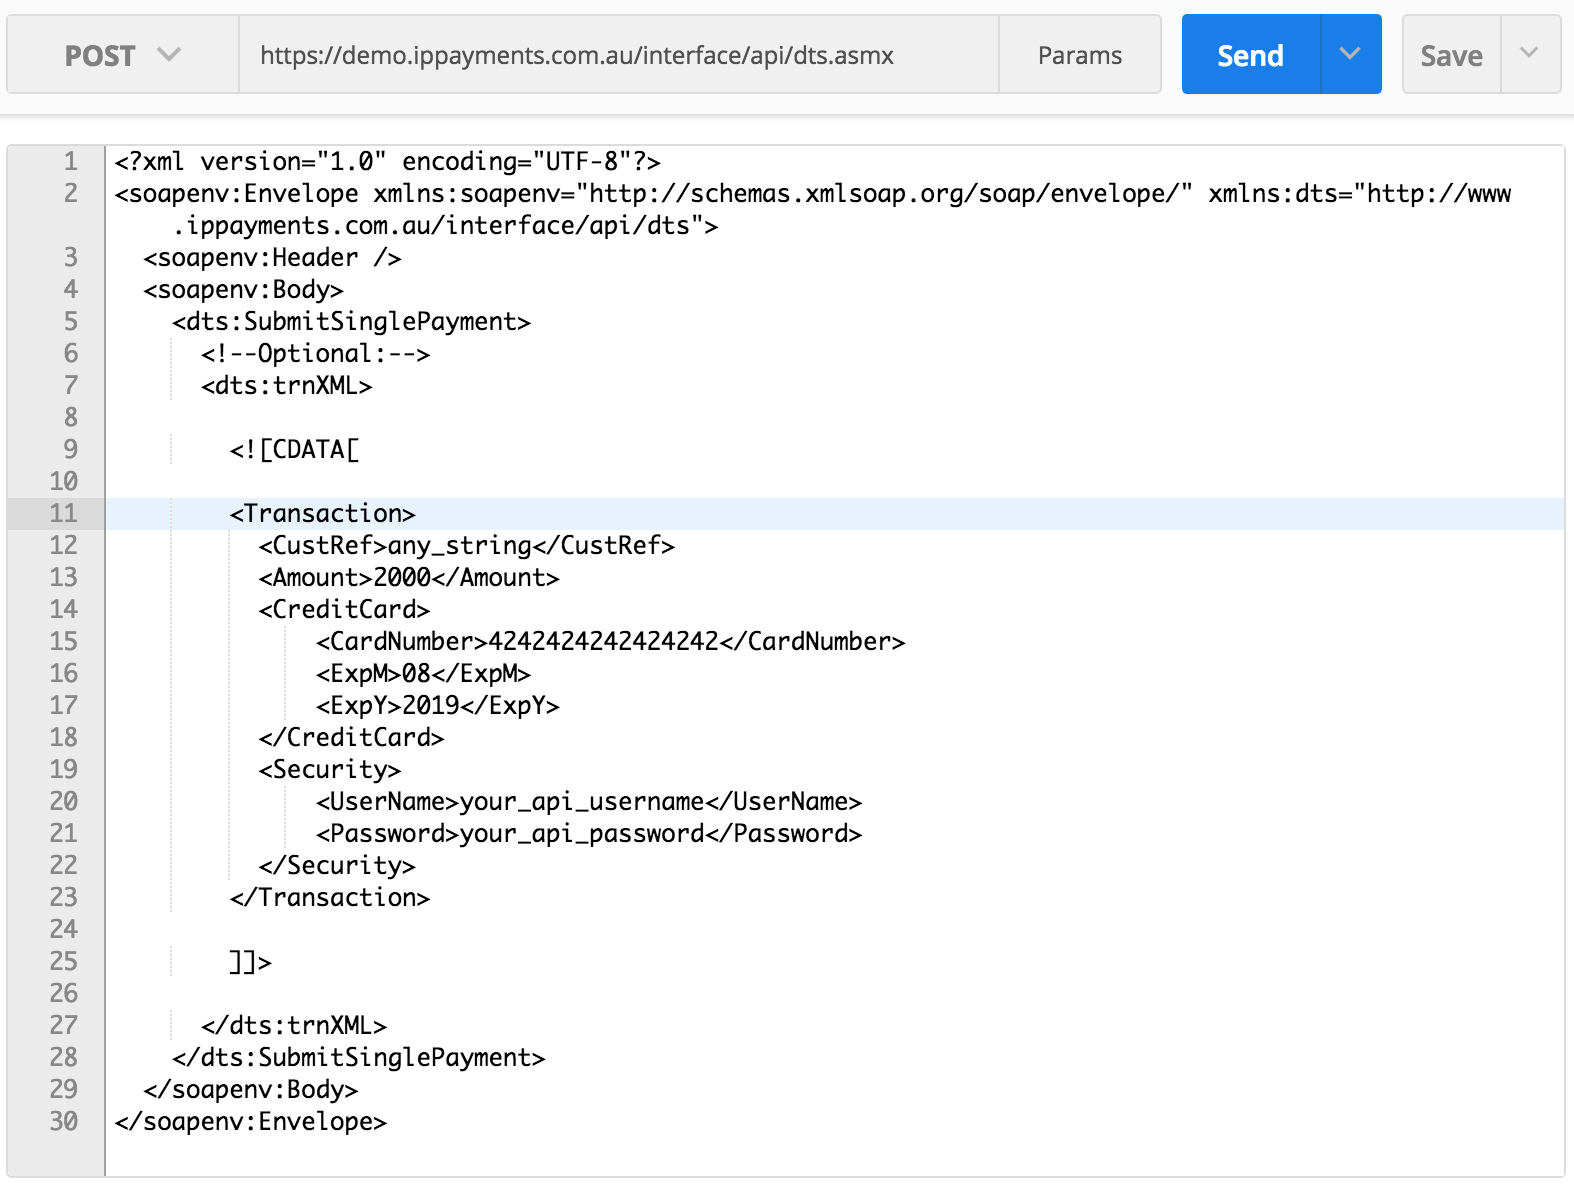 POST https://demo.ippayments.com.au/interface/api/dts.asmx Params Send Save
1 <?xml version="1.0" encoding="UTF-8"?>
2 <soapenv:Envelope xmlns:soapenv="http://schemas.xmlsoap.org/soap/envelope/" xmlns:dts="http://www
.ippayments.com.au/interface/api/dts">
3 <soapenv:Header />
4 <soapenv:Body>
5 <dts:SubmitSinglePayment>
6 <!--Optional:-->
7 <dts:trnXML>
8
9 <![CDATA[
10
11 <Transaction>
12 <CustRef>any_string</CustRef>
13 <Amount>2000</Amount>
14 <CreditCard>
15 <CardNumber>4242424242424242</CardNumber>
16 <ExpM>08</ExpM>
17 <ExpY>2019</ExpY>
18 </CreditCard>
19 <Security>
20 <UserName>your_api_username</UserName>
21 <Password>your_api_password</Password>
22 </Security>
23 </Transaction>
24
25 ]]>
26
27 </dts:trnXML>
28 </dts:SubmitSinglePayment>
29 </soapenv:Body>
30 </soapenv:Envelope>